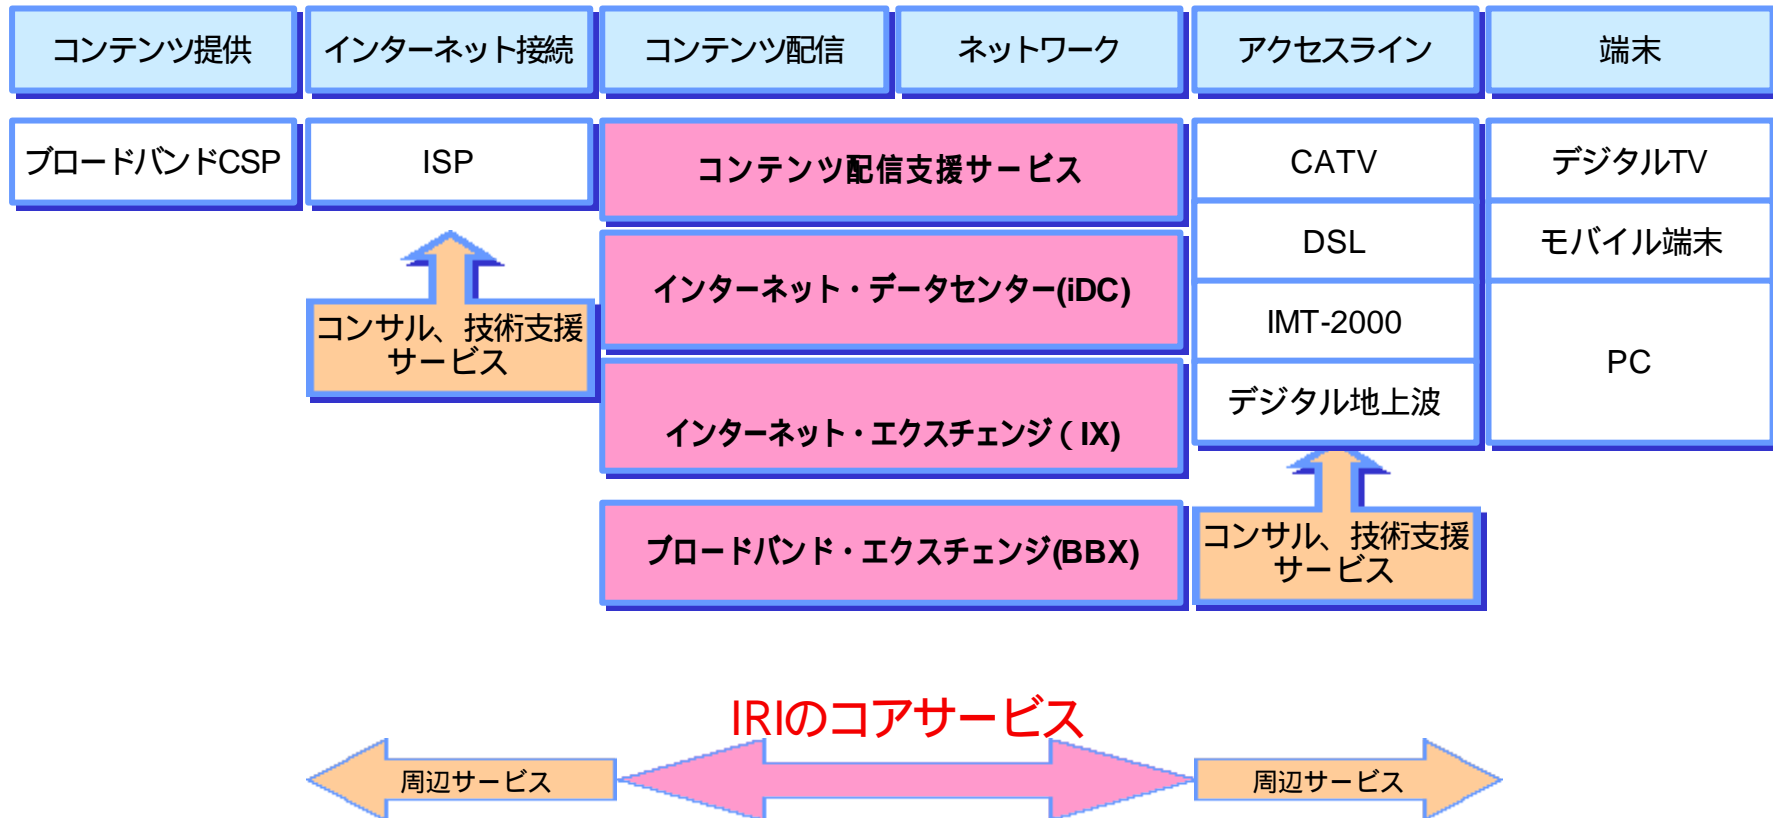 コンテンツ提供
インターネット接続
コンテンツ配信
ネットワーク
アクセスライン
端末
ブロードバンドCSP
ISP
コンテンツ配信支援サービス
CATV
デジタルTV
DSL
モバイル端末
インターネット・データセンター(iDC)
IMT-2000
PC
コンサル、技術支援
サービス
デジタル地上波
インターネット・エクスチェンジ（IX)
ブロードバンド・エクスチェンジ(BBX)
コンサル、技術支援
サービス
IRIのコアサービス
周辺サービス
周辺サービス